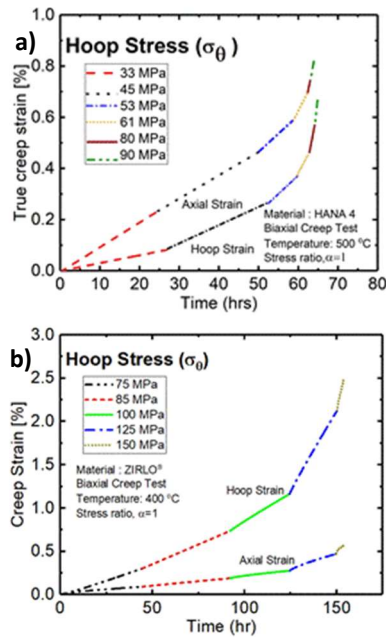 a)
Hoop Stress (σθ)
33 MPa
45 MPa
53 MPa
61 MPa
80 MPa
90 MPa
True creep strain [%]
1.0
0.8
0.6
0.4
0.2
0.0
Axial Strain
Hoop Strain
Material : HANA 4
Biaxial Creep Test
Temperature: 500 °C
Stress ratio, α=1
0 10 20 30 40 50 60 70 80
Time (hrs)
b)
Hoop Stress (σθ)
75 MPa
85 MPa
100 MPa
125 MPa
150 MPa
Creep Strain [%]
3.0
2.5
2.0
1.5
1.0
0.5
0.0
Material : ZIRLO®
Biaxial Creep Test
Temperature: 400 °C
Stress ratio, α=1
Hoop Strain
Axial Strain
0 50 100 150
Time (hr)